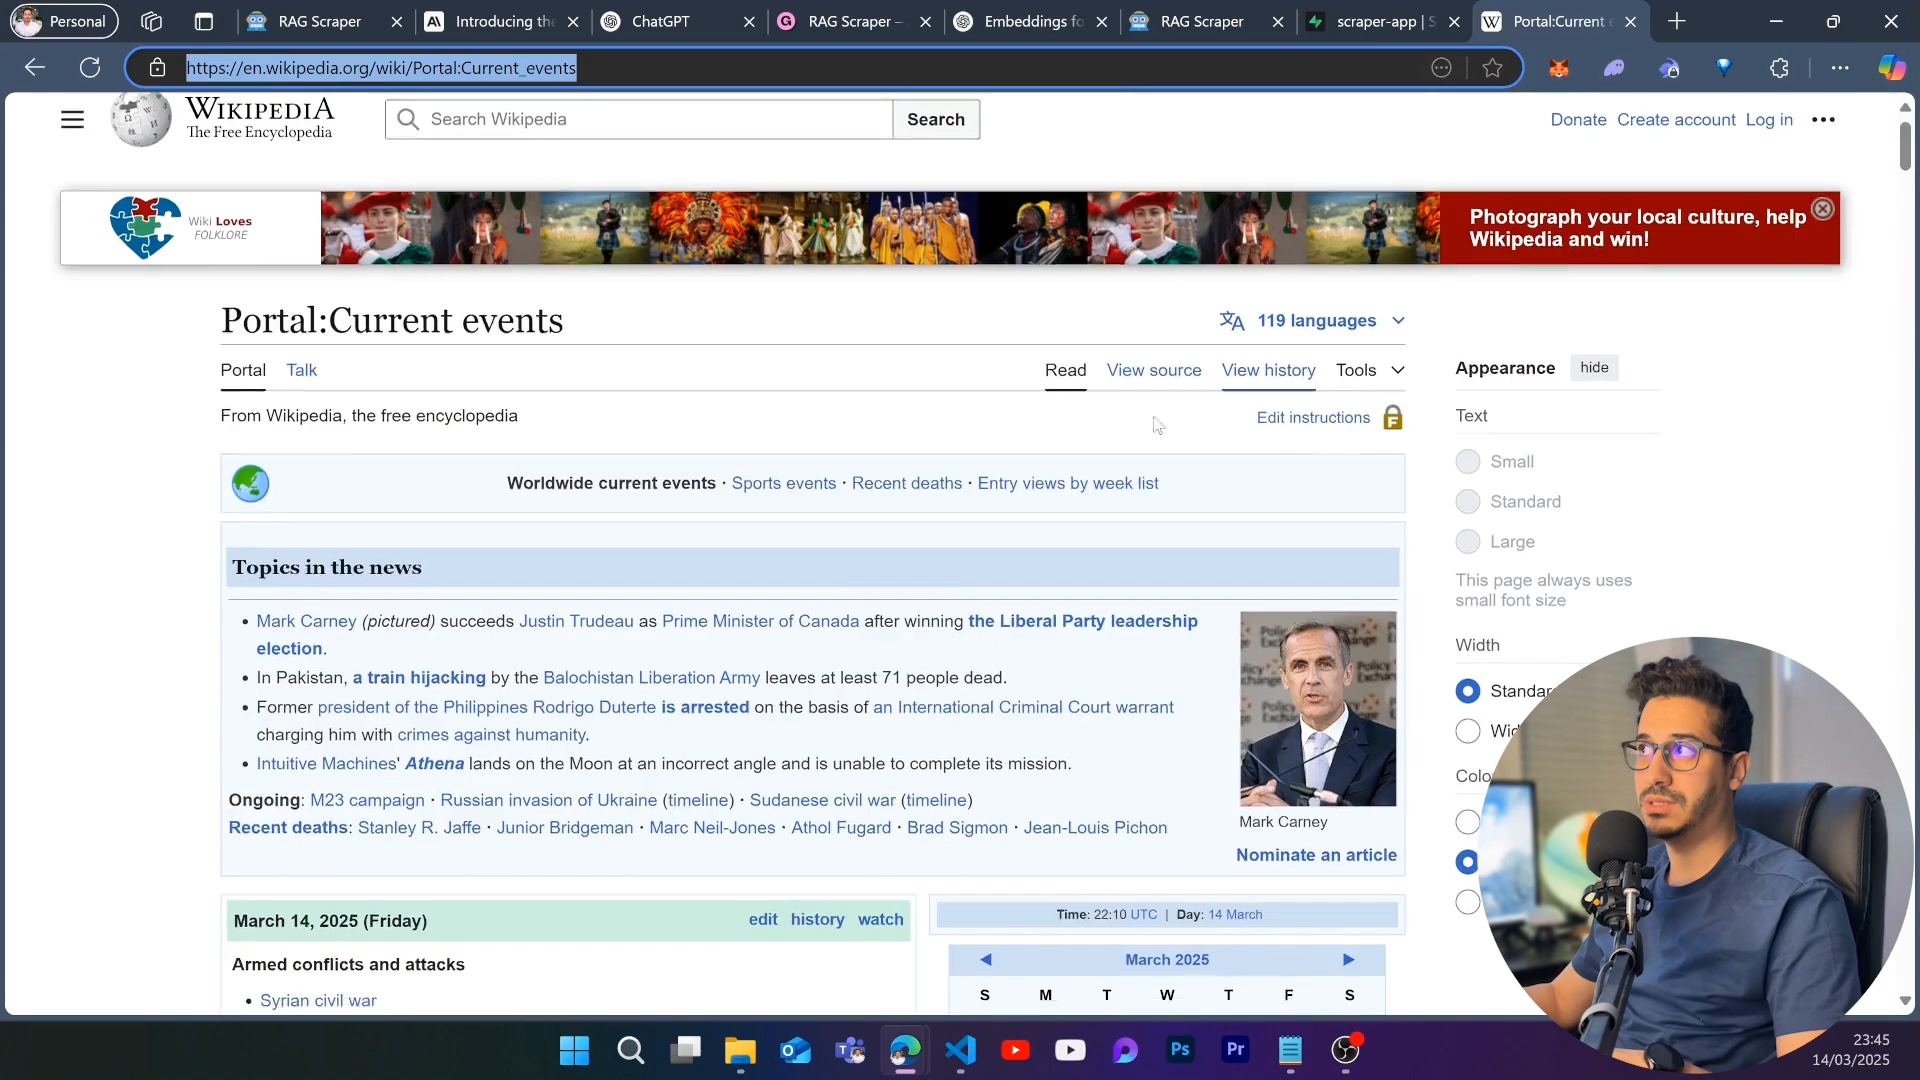 Personal
RAG Scraper
Introducing the
ChatGPT
RAG Scraper –
Embeddings fo
RAG Scraper
scraper-app | S
Portal:Current e
https://en.wikipedia.org/wiki/Portal:Current_events
WIKIPEDIA
The Free Encyclopedia
Search Wikipedia
Search
Donate Create account Log in
Wiki Loves
FOLKLORE
Photograph your local culture, help
Wikipedia and win!
Portal:Current events
119 languages
Portal Talk
Read View source View history Tools
From Wikipedia, the free encyclopedia
Edit instructions
F
Worldwide current events · Sports events · Recent deaths · Entry views by week list
Topics in the news
• Mark Carney (pictured) succeeds Justin Trudeau as Prime Minister of Canada after winning the Liberal Party leadership
election.
• In Pakistan, a train hijacking by the Balochistan Liberation Army leaves at least 71 people dead.
• Former president of the Philippines Rodrigo Duterte is arrested on the basis of an International Criminal Court warrant
charging him with crimes against humanity.
• Intuitive Machines' Athena lands on the Moon at an incorrect angle and is unable to complete its mission.
Mark Carney
Ongoing: M23 campaign · Russian invasion of Ukraine (timeline) · Sudanese civil war (timeline)
Recent deaths: Stanley R. Jaffe · Junior Bridgeman · Marc Neil-Jones · Athol Fugard · Brad Sigmon · Jean-Louis Pichon
Nominate an article
March 14, 2025 (Friday)
edit history watch
Armed conflicts and attacks
• Syrian civil war
Time: 22:10 UTC | Day: 14 March
March 2025
S M T W T F S
Appearance hide
Text
Small
Standard
Large
This page always uses
small font size
Width
Standar
Wid
Colo
Ps
Pr
23:45
14/03/2025